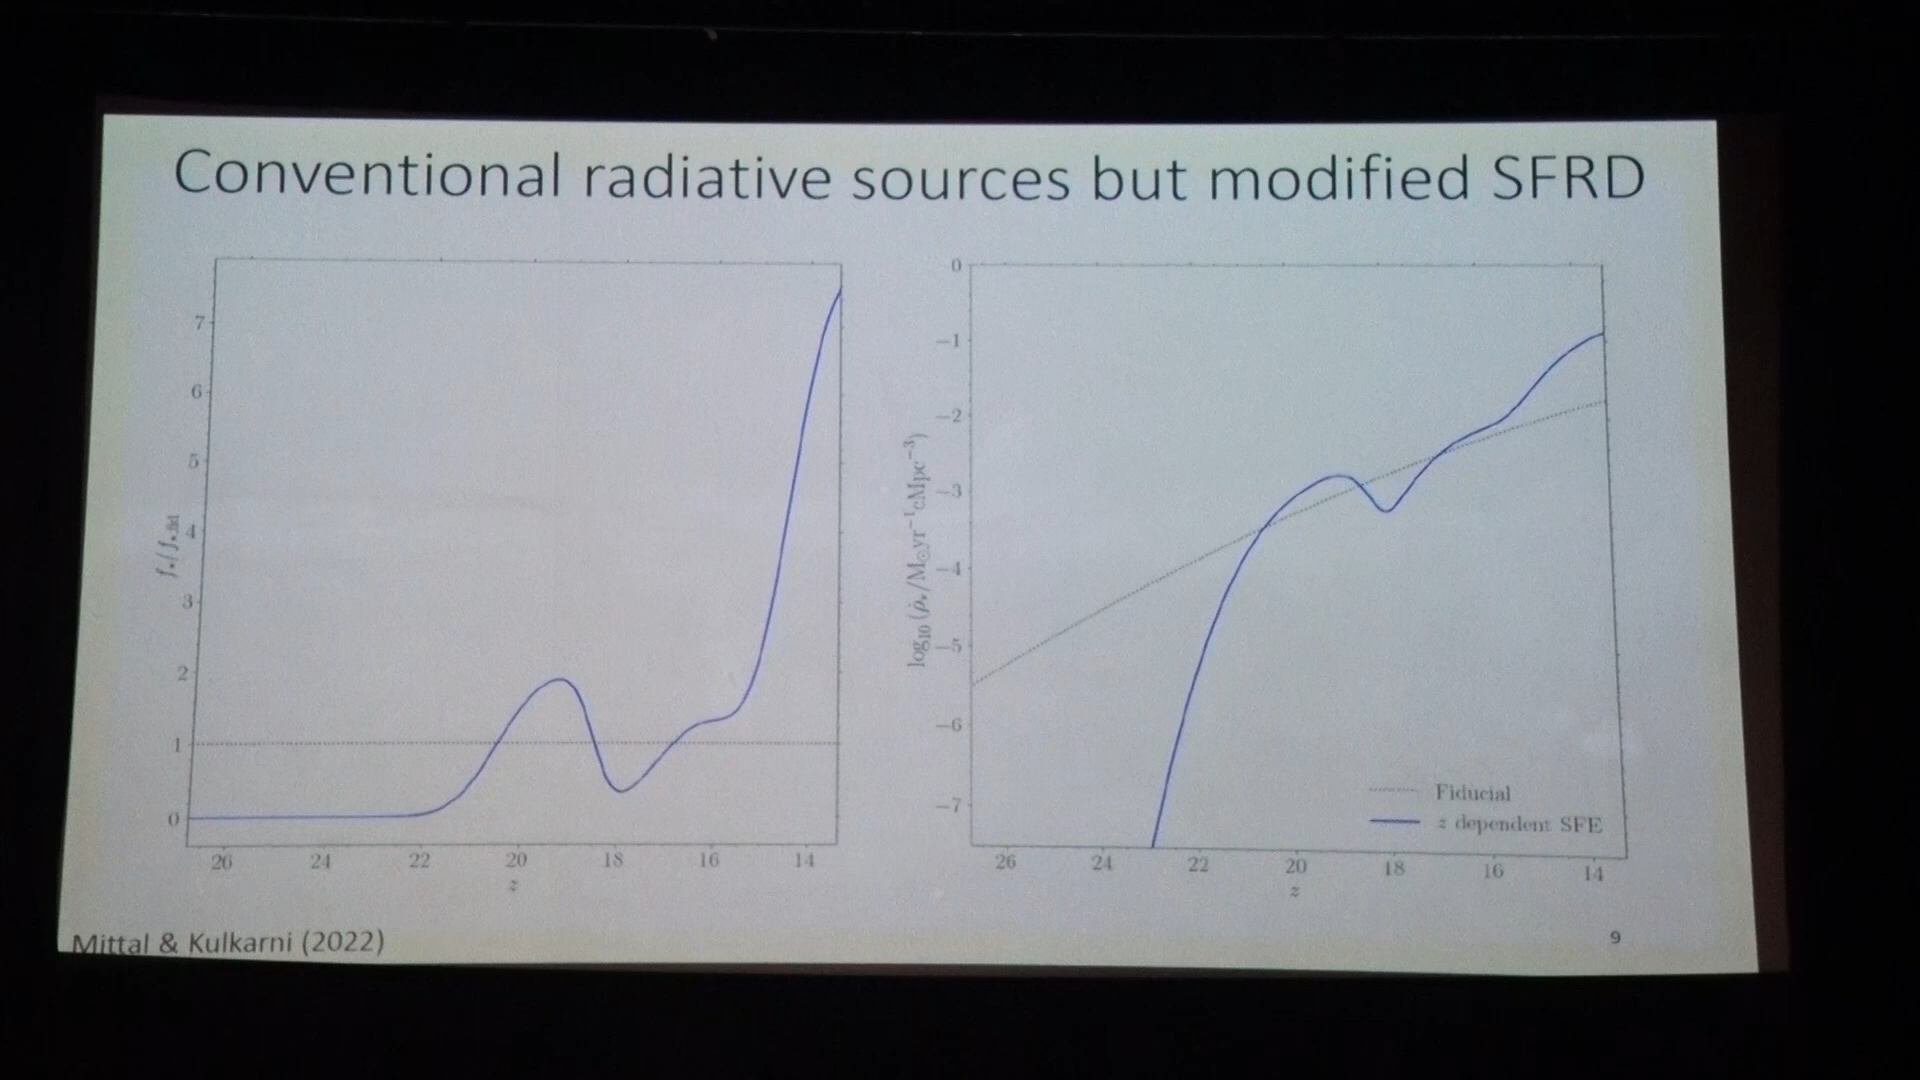 Conventional radiative sources but modified SFRD
7
6
5
4
3
2
1
0
f⋆/f⋆,fid
26 24 22 20 18 16 14
z
0
−1
−2
−3
−4
−5
−6
−7
log₁₀(ρ̇⋆/M⊙yr⁻¹cMpc⁻³)
Fiducial
z dependent SFE
26 24 22 20 18 16 14
z
Mittal & Kulkarni (2022)
9